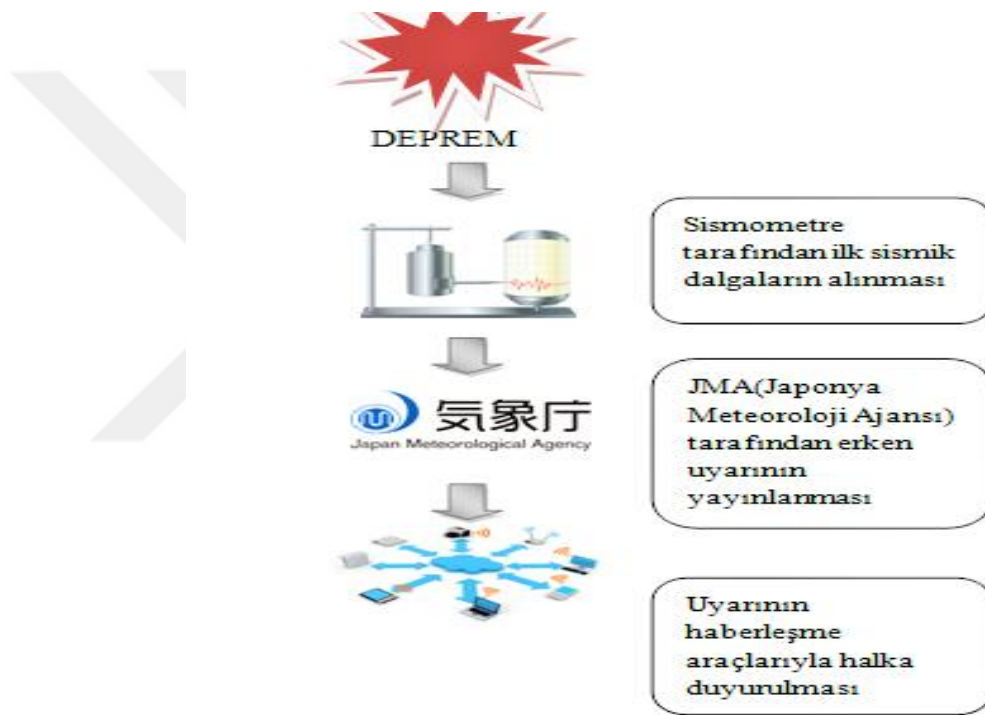 DEPREM
Sismometre
tarafından ilk sismik
dalgaların alınması
気象庁
Japan Meteorological Agency
JMA(Japonya
Meteoroloji Ajansı)
tarafından erken
uyarının
yayınlanması
Uyarının
haberleşme
araçlarıyla halka
duyurulması